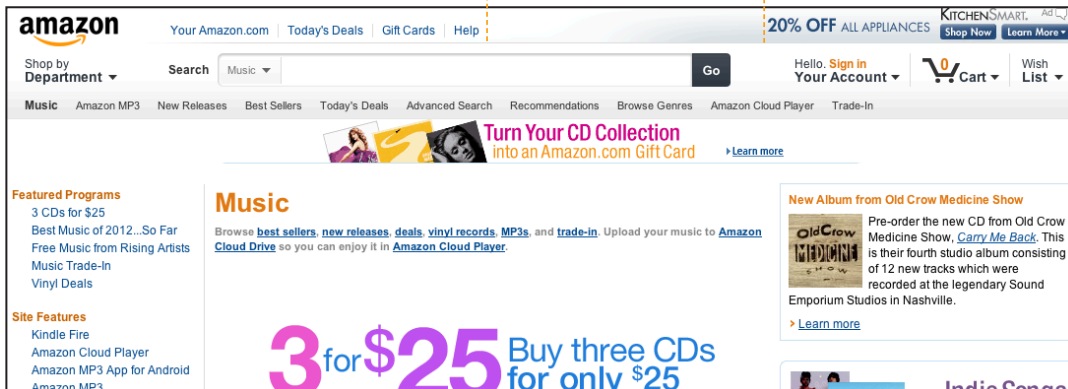 amazon
Your Amazon.com | Today's Deals | Gift Cards | Help
20% OFF ALL APPLIANCES
KITCHENSMART. Ad
Shop Now Learn More
Shop by
Department
Search Music Go
Hello. Sign in
Your Account
0
Cart
Wish
List
Music Amazon MP3 New Releases Best Sellers Today's Deals Advanced Search Recommendations Browse Genres Amazon Cloud Player Trade-In
Turn Your CD Collection
into an Amazon.com Gift Card
Learn more
Featured Programs
3 CDs for $25
Best Music of 2012...So Far
Free Music from Rising Artists
Music Trade-In
Vinyl Deals
Site Features
Kindle Fire
Amazon Cloud Player
Amazon MP3 App for Android
Amazon MP3
Music
Browse best sellers, new releases, deals, vinyl records, MP3s, and trade-in. Upload your music to Amazon
Cloud Drive so you can enjoy it in Amazon Cloud Player.
3 for $25
Buy three CDs
for only $25
New Album from Old Crow Medicine Show
Old Crow
MEDICINE
SHOW
Pre-order the new CD from Old Crow
Medicine Show, Carry Me Back. This
is their fourth studio album consisting
of 12 new tracks which were
recorded at the legendary Sound
Emporium Studios in Nashville.
Learn more
Indie Songs